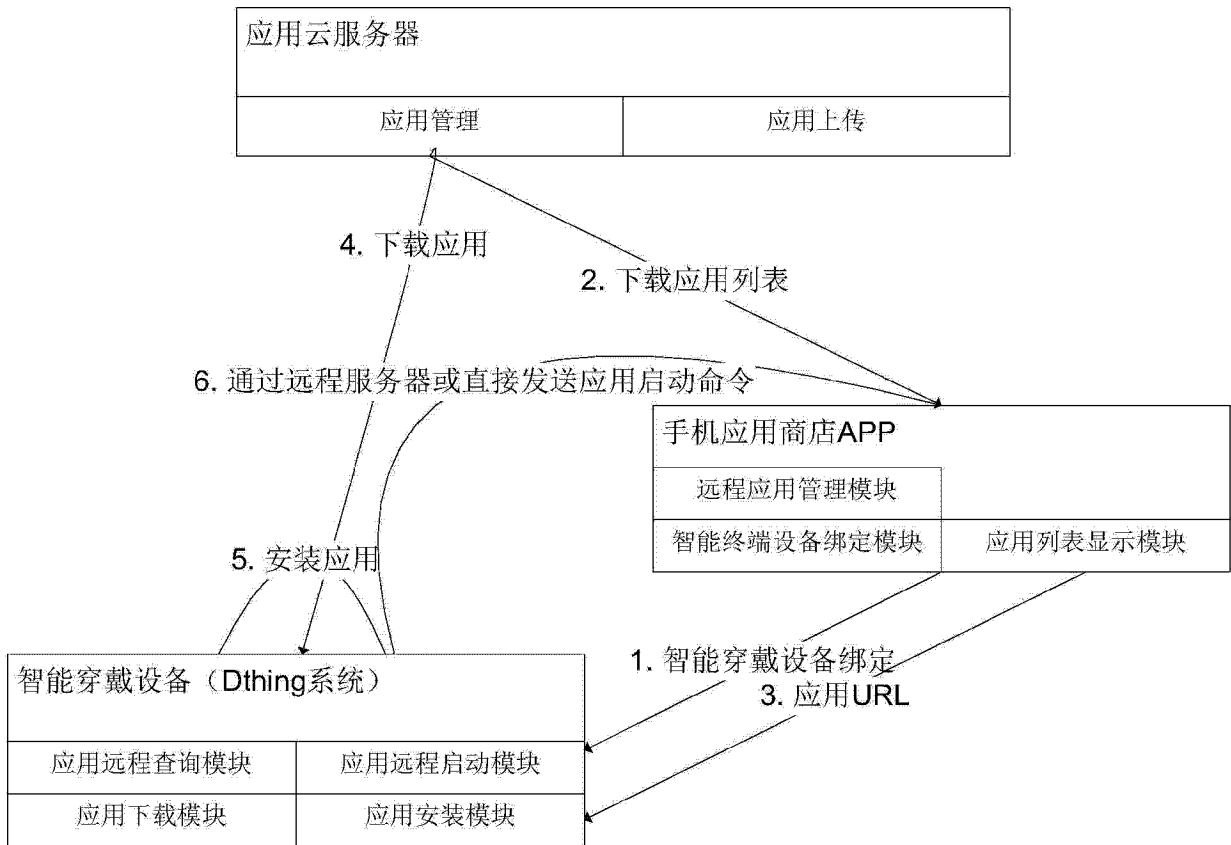 应用云服务器
应用管理
应用上传
4. 下载应用
2. 下载应用列表
6. 通过远程服务器或直接发送应用启动命令
手机应用商店APP
远程应用管理模块
智能终端设备绑定模块
应用列表显示模块
5. 安装应用
1. 智能穿戴设备绑定
3. 应用URL
智能穿戴设备（Dthing系统）
应用远程查询模块
应用远程启动模块
应用下载模块
应用安装模块